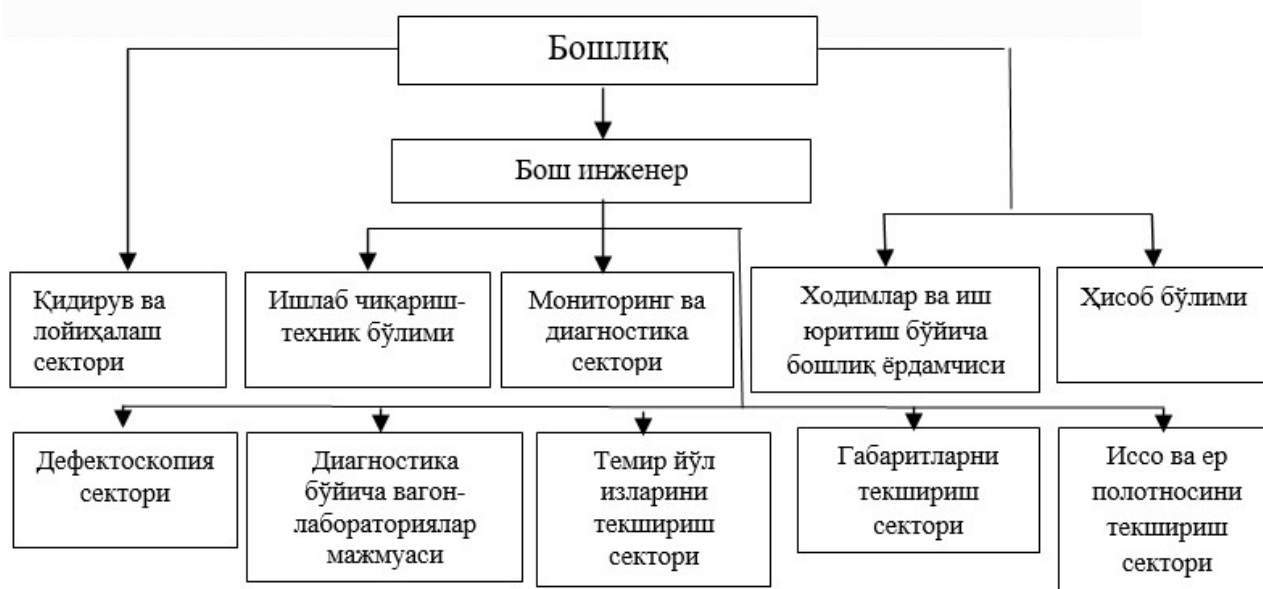 Бошлиқ
Бош инженер
Қидирув ва
лойиҳалаш
сектори
Ишлаб чиқариш-
техник бўлими
Мониторинг ва
диагностика
сектори
Ходимлар ва иш
юритиш бўйича
бошлиқ ёрдамчиси
Ҳисоб бўлими
Дефектоскопия
сектори
Диагностика
бўйича вагон-
лабораториялар
мажмуаси
Темир йўл
изларини
текшириш
сектори
Габаритларни
текшириш
сектори
Иссо ва ер
полотносини
текшириш
сектори